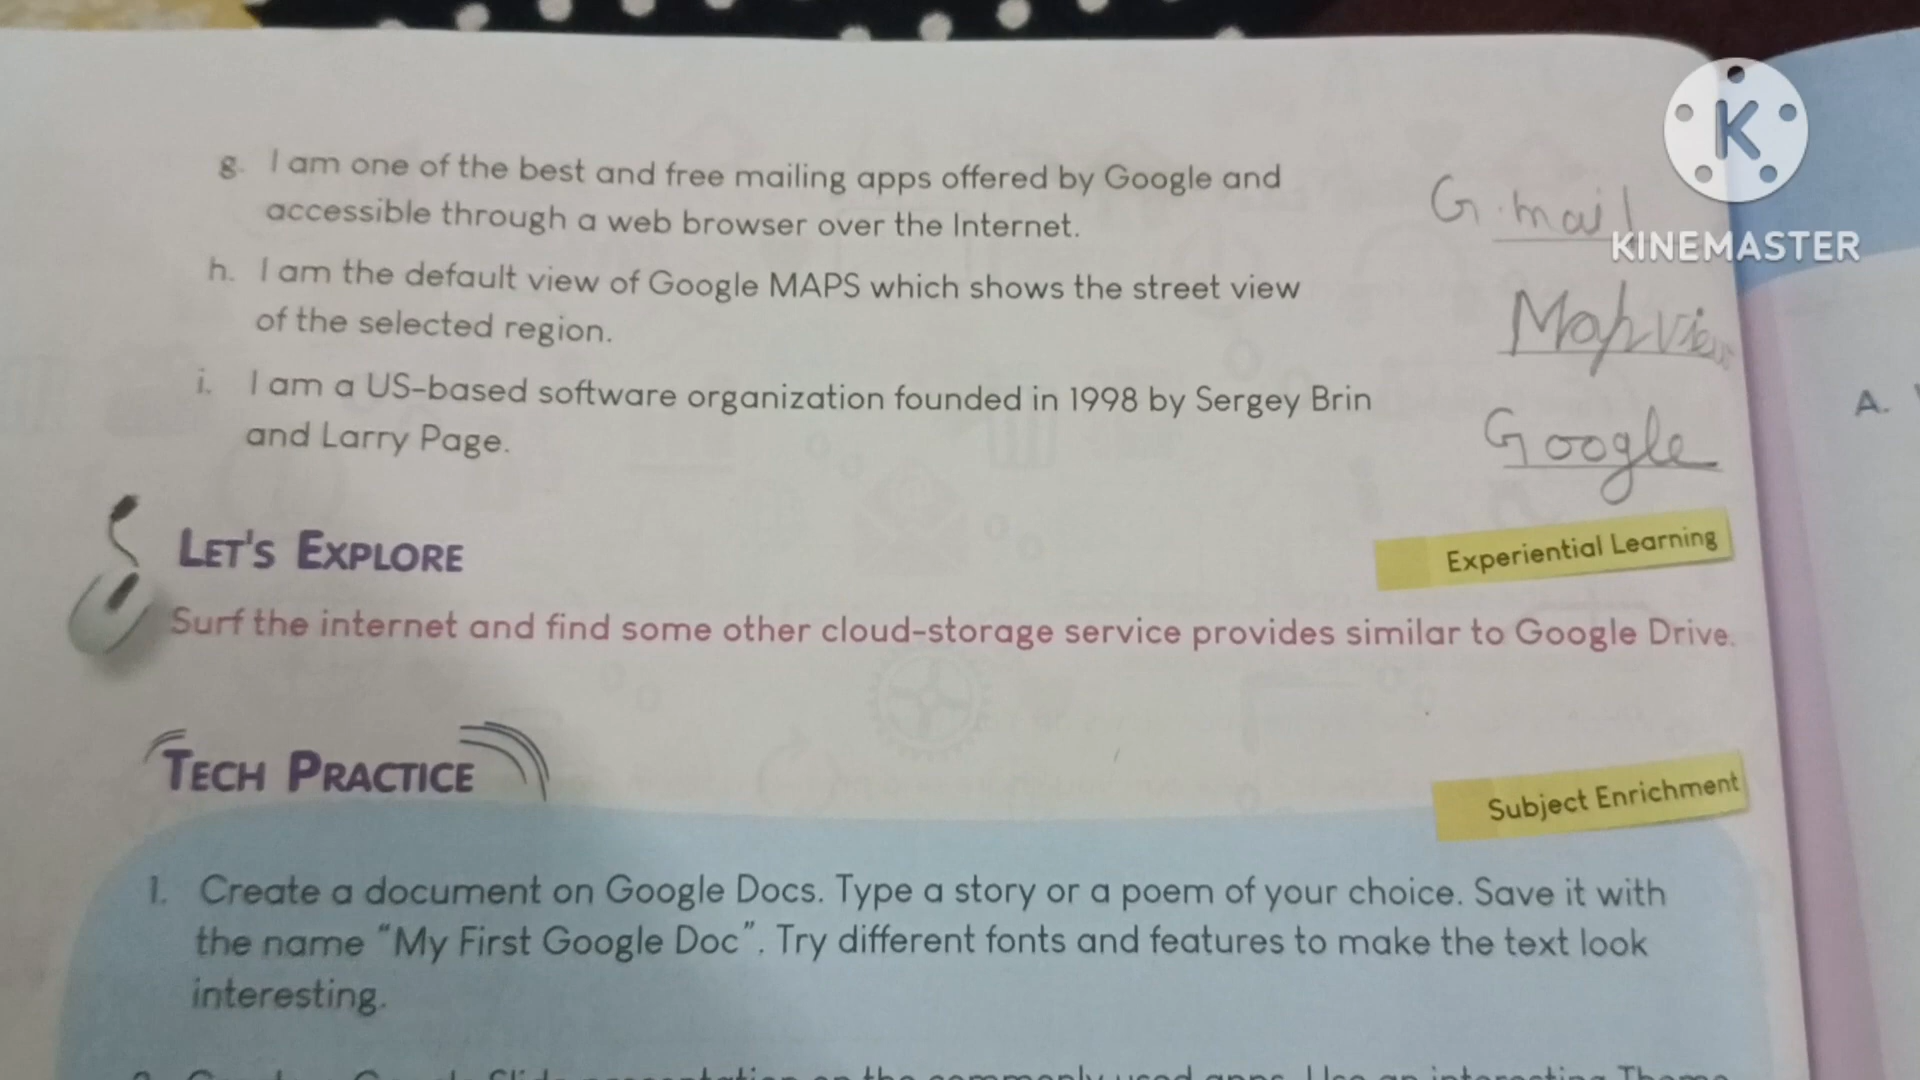 g. I am one of the best and free mailing apps offered by Google and
accessible through a web browser over the Internet.
G.mail
KINEMASTER
h. I am the default view of Google MAPS which shows the street view
of the selected region.
Map view
i. I am a US-based software organization founded in 1998 by Sergey Brin
and Larry Page.
Google
A.
LET'S EXPLORE
Experiential Learning
Surf the internet and find some other cloud-storage service provides similar to Google Drive.
TECH PRACTICE
Subject Enrichment
1. Create a document on Google Docs. Type a story or a poem of your choice. Save it with
the name "My First Google Doc". Try different fonts and features to make the text look
interesting.